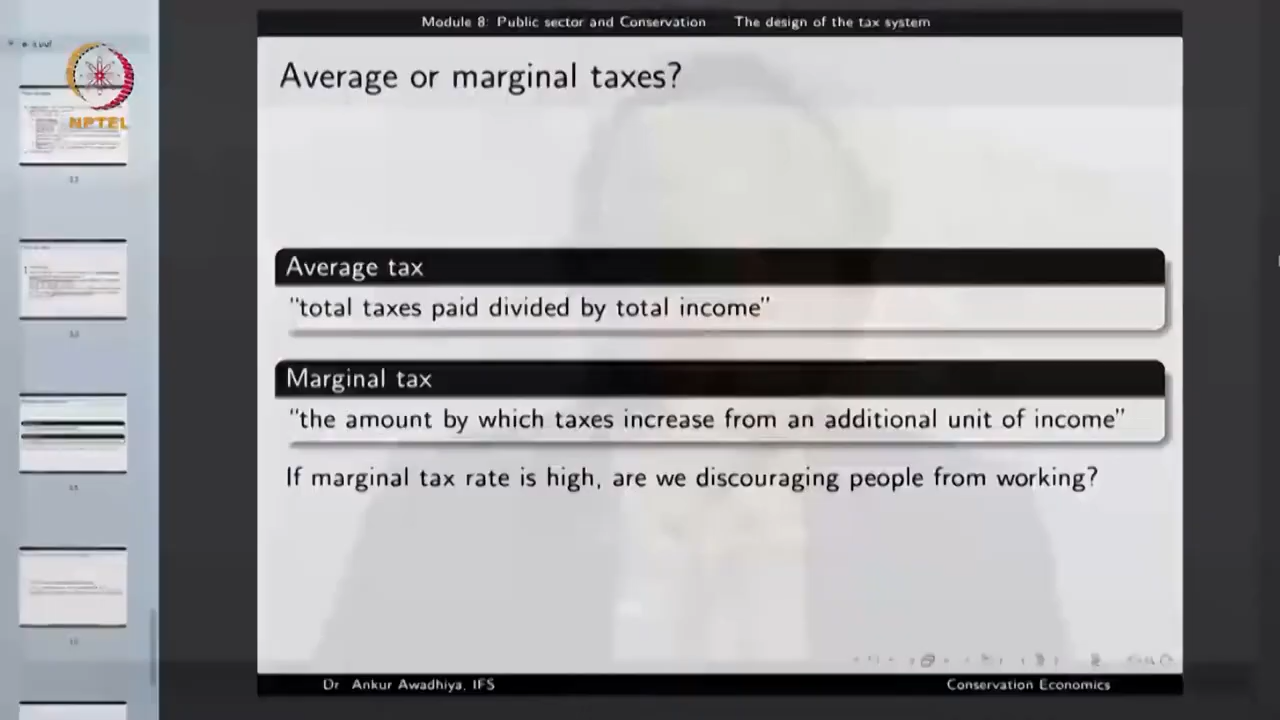 Module 8: Public sector and Conservation The design of the tax system
NPTEL
Average or marginal taxes?
Average tax
"total taxes paid divided by total income"
Marginal tax
"the amount by which taxes increase from an additional unit of income"
If marginal tax rate is high, are we discouraging people from working?
Dr Ankur Awadhiya, IFS Conservation Economics